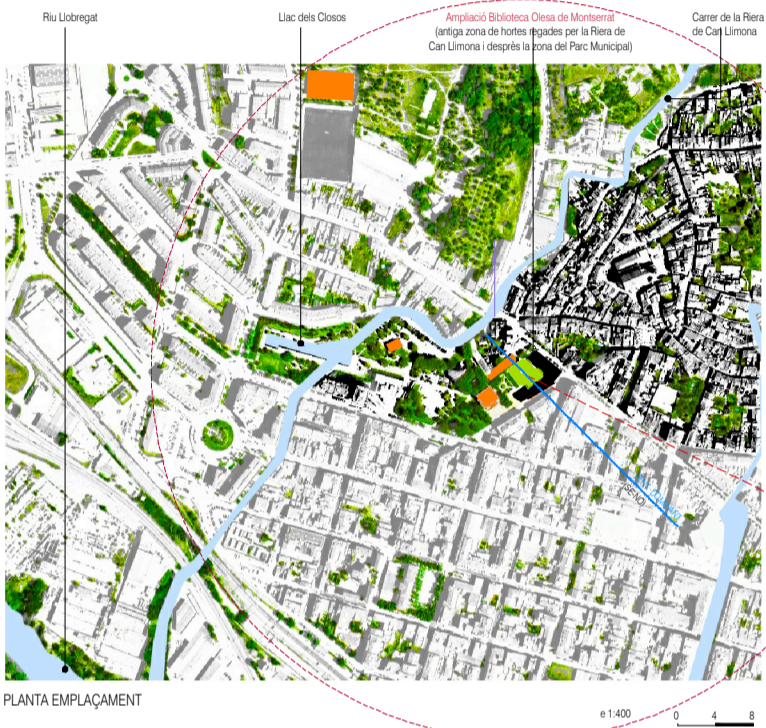 Riu Llobregat
Llac dels Closos
Ampliació Biblioteca Olesa de Montserrat
(antiga zona de hortes regades per la Riera de
Can Llimona i desprès la zona del Parc Municipal)
Carrer de la Riera
de Can Llimona
PLANTA EMPLAÇAMENT
e 1:400
0 4 8